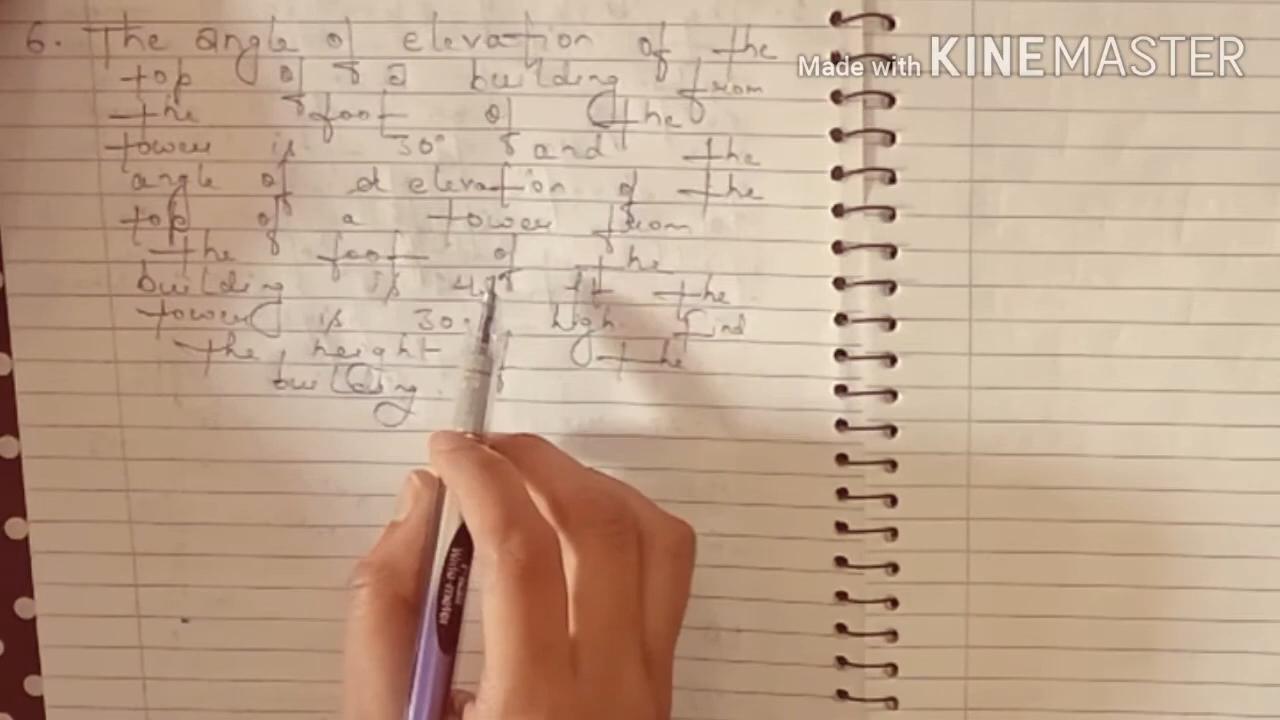 Made with KINEMASTER
6. The angle of elevation of the
top of a building from
the foot of the
tower is 30° and the
angle of elevation of the
top of a tower from
the foot of the
building is If the
tower is 30. high find
the height the
building